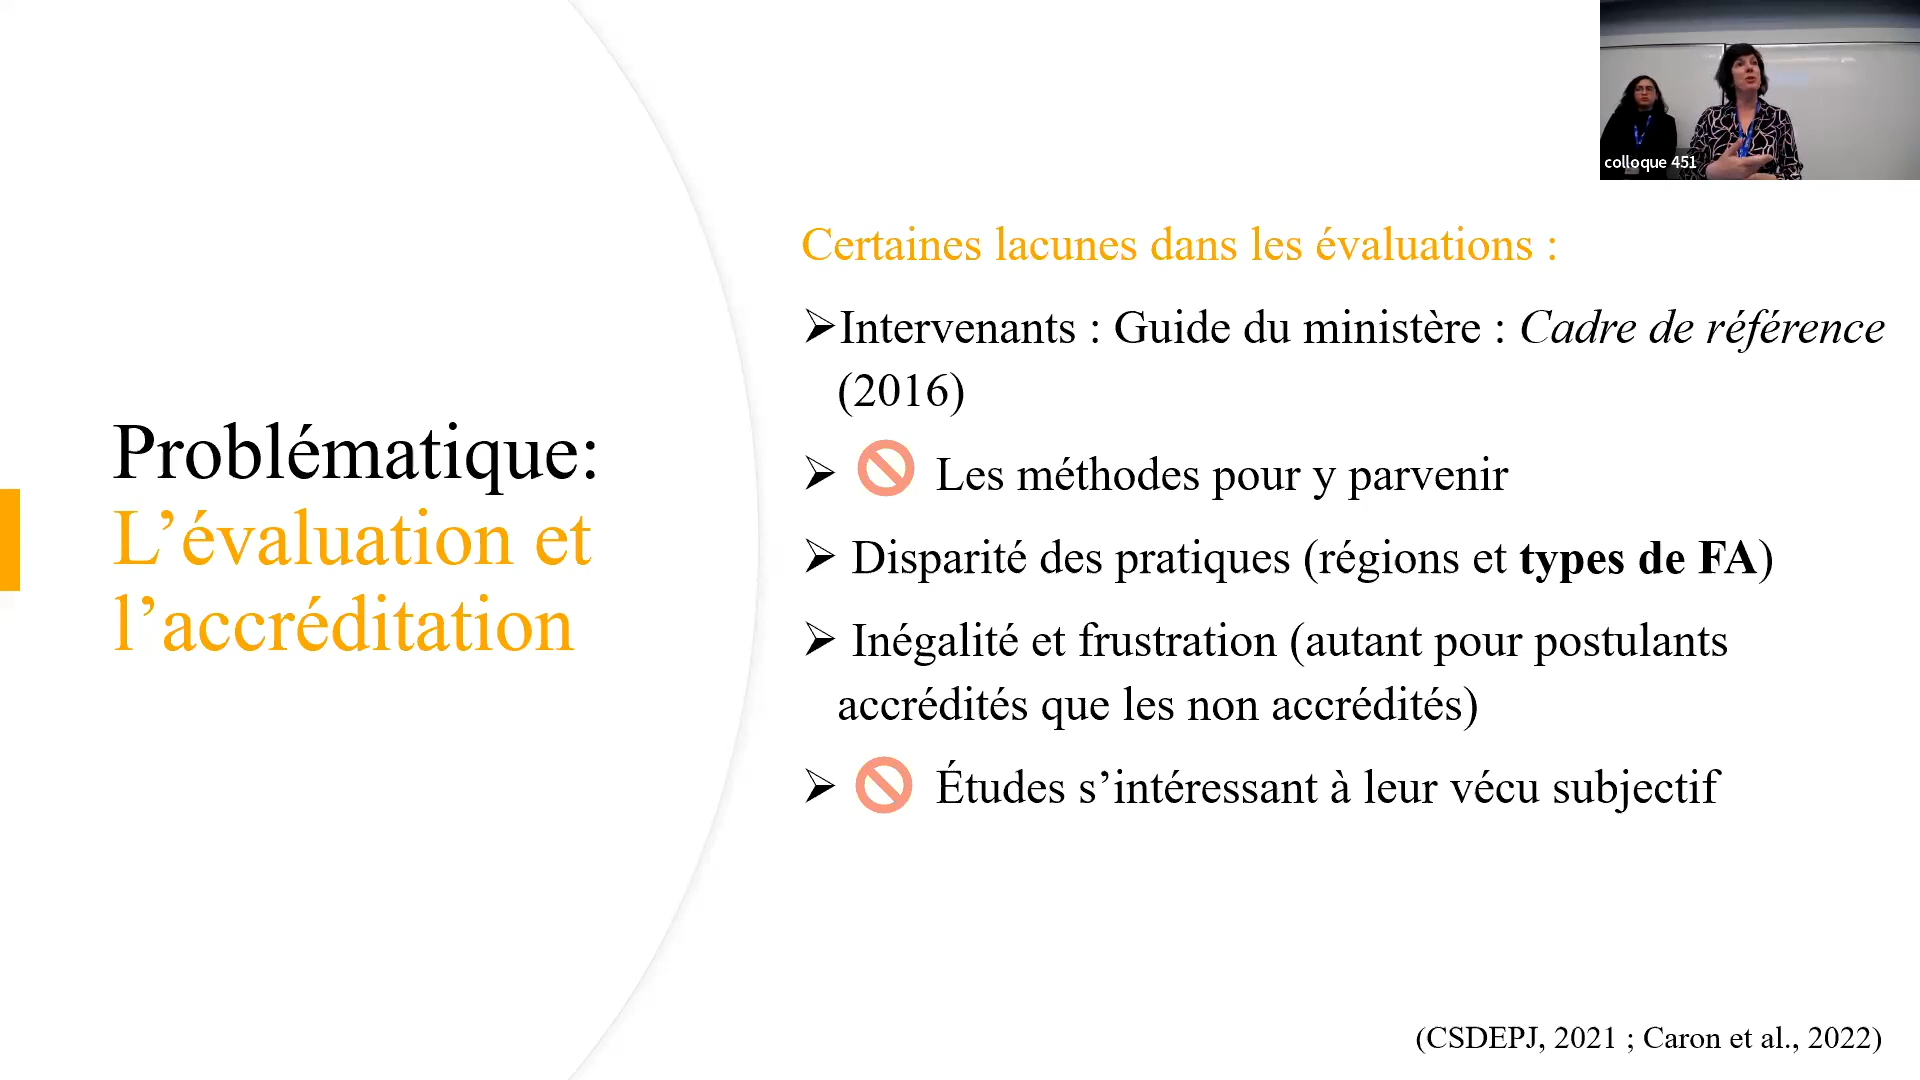 colloque 451
Problématique:
L’évaluation et
l’accréditation
Certaines lacunes dans les évaluations :
Intervenants : Guide du ministère : Cadre de référence
(2016)
Les méthodes pour y parvenir
Disparité des pratiques (régions et types de FA)
Inégalité et frustration (autant pour postulants
accrédités que les non accrédités)
Études s’intéressant à leur vécu subjectif
(CSDEPJ, 2021 ; Caron et al., 2022)